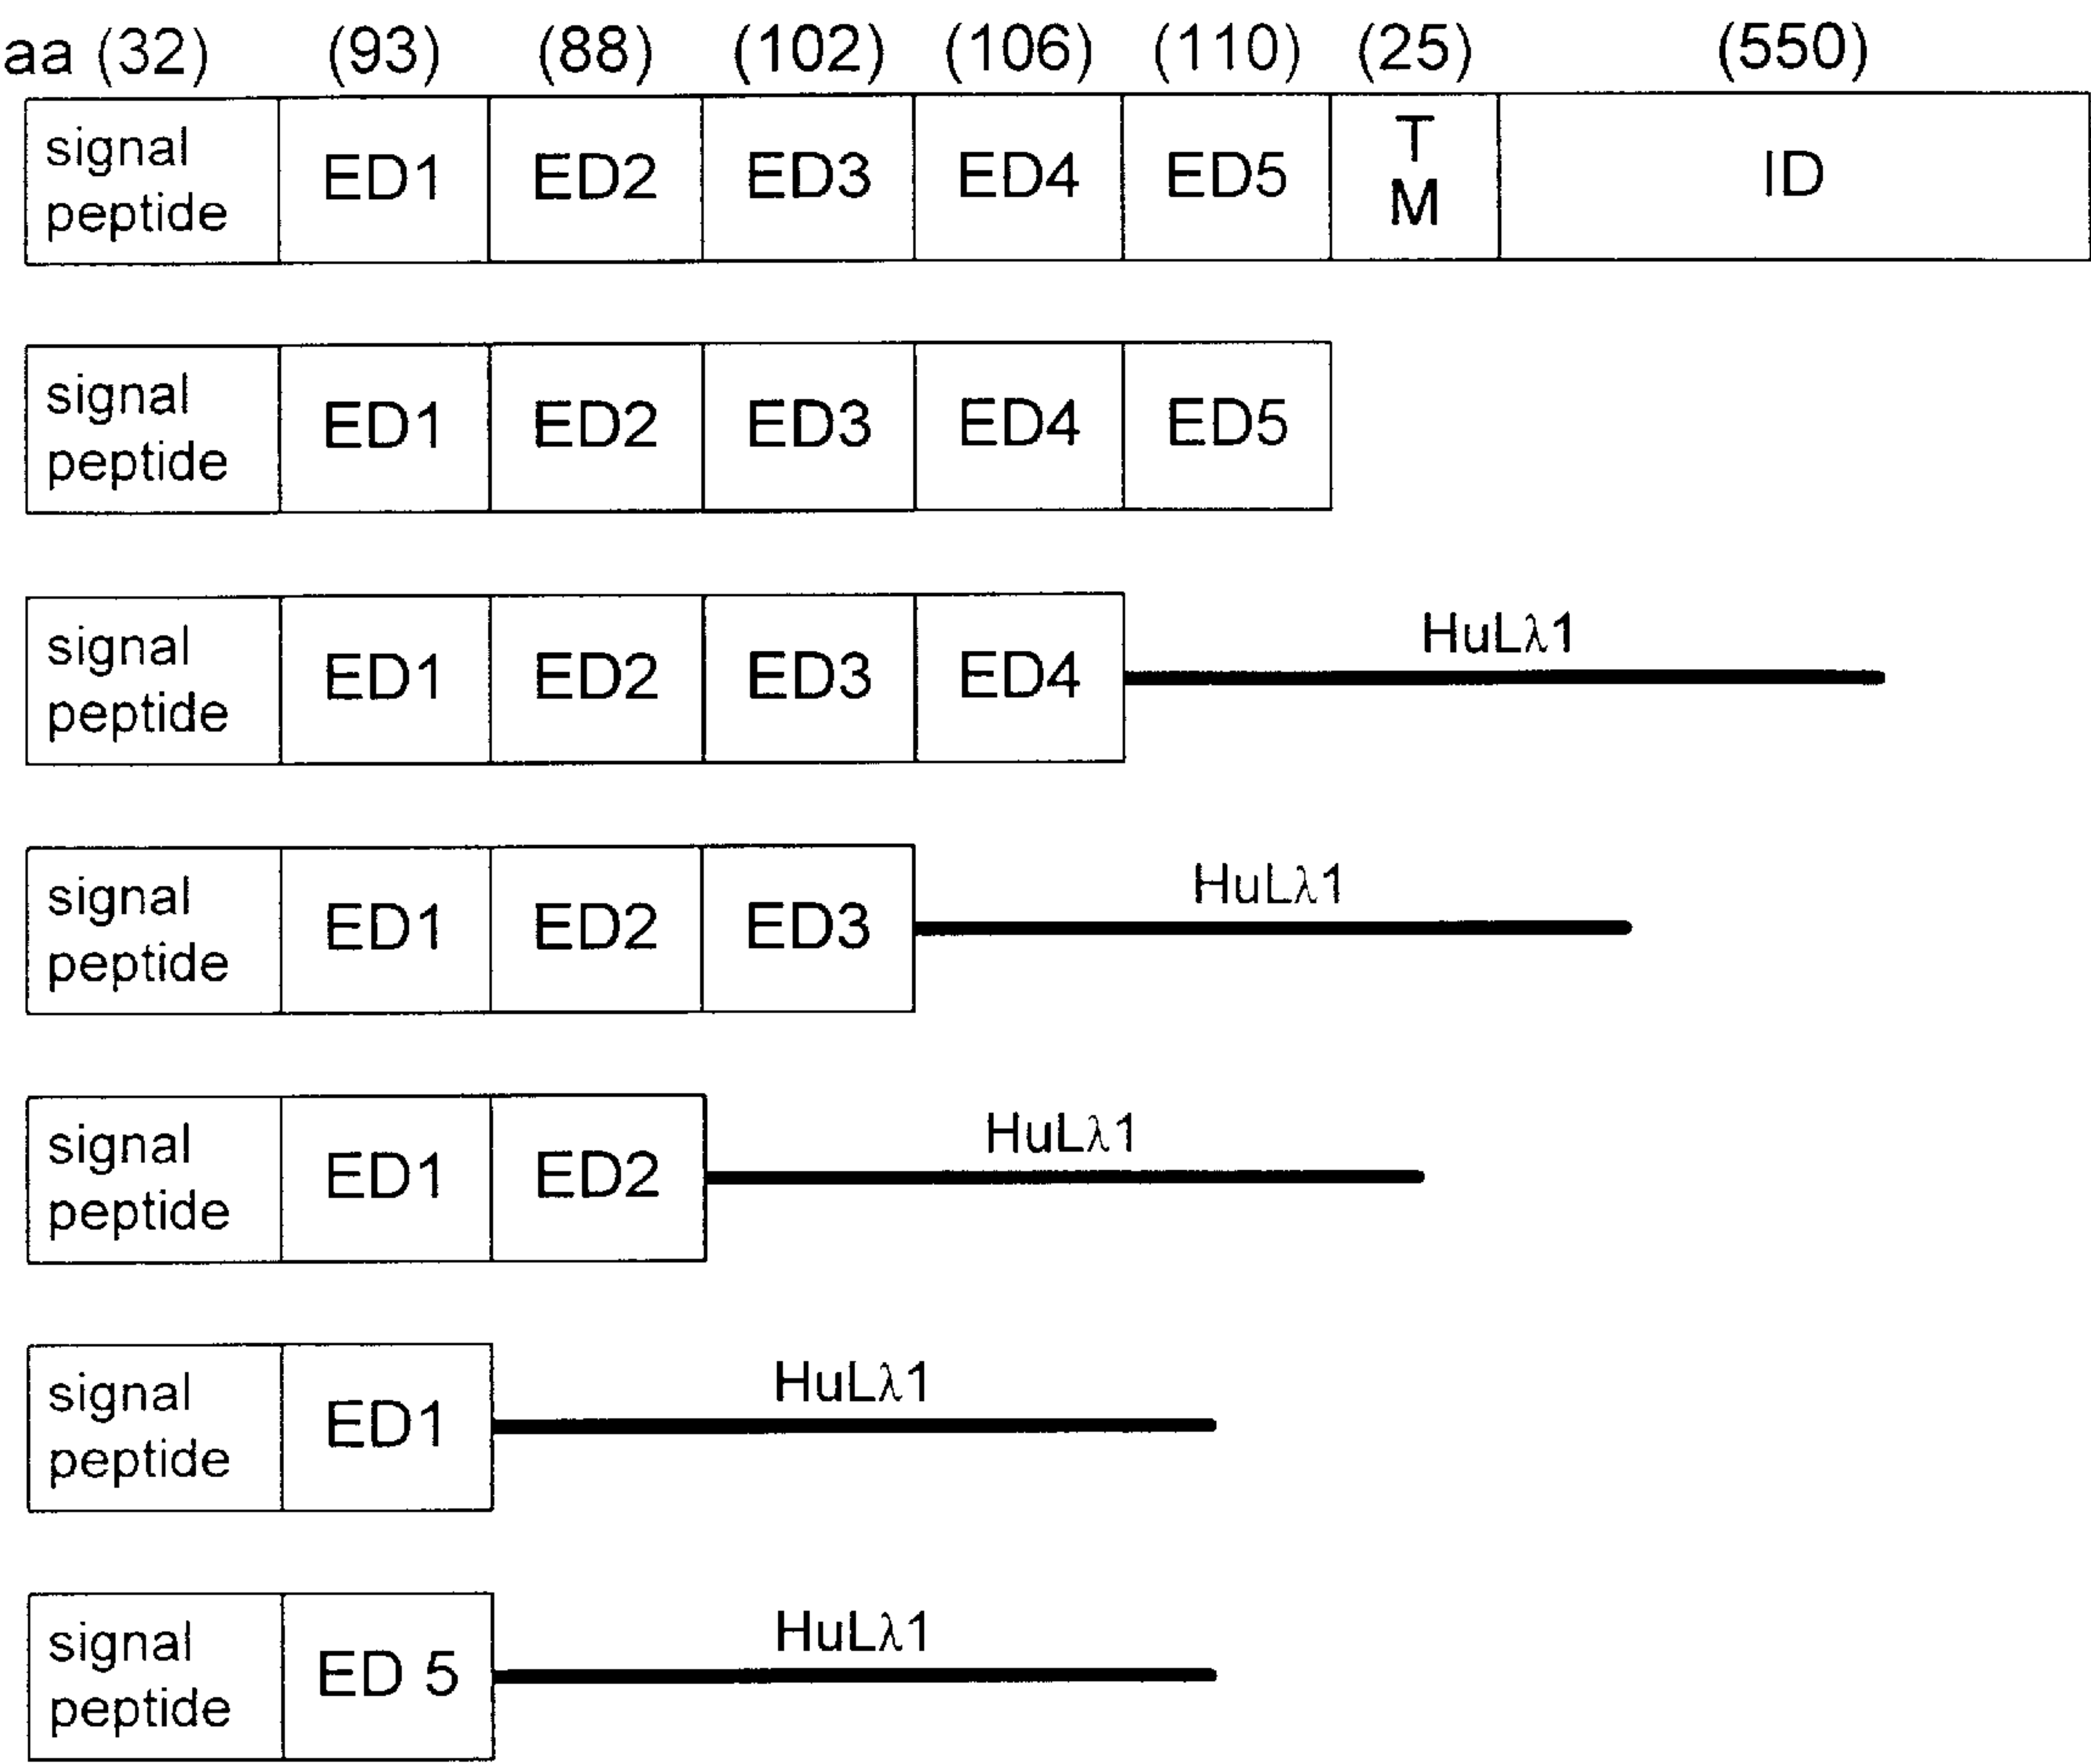 aa (32) (93) (88) (102) (106) (110) (25) (550)
signal peptide ED1 ED2 ED3 ED4 ED5 T M ID
signal peptide ED1 ED2 ED3 ED4 ED5
signal peptide ED1 ED2 ED3 ED4 HuLλ1
signal peptide ED1 ED2 ED3 HuLλ1
signal peptide ED1 ED2 HuLλ1
signal peptide ED1 HuLλ1
signal peptide ED 5 HuLλ1